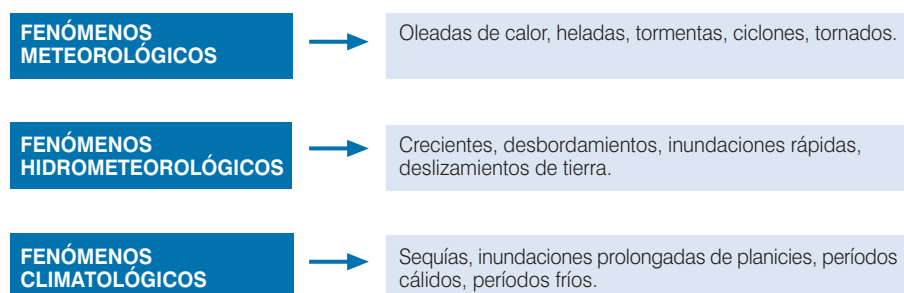 FENÓMENOS
METEOROLÓGICOS
Oleadas de calor, heladas, tormentas, ciclones, tornados.
FENÓMENOS
HIDROMETEOROLÓGICOS
Crecientes, desbordamientos, inundaciones rápidas,
deslizamientos de tierra.
FENÓMENOS
CLIMATOLÓGICOS
Sequías, inundaciones prolongadas de planicies, períodos
cálidos, períodos fríos.